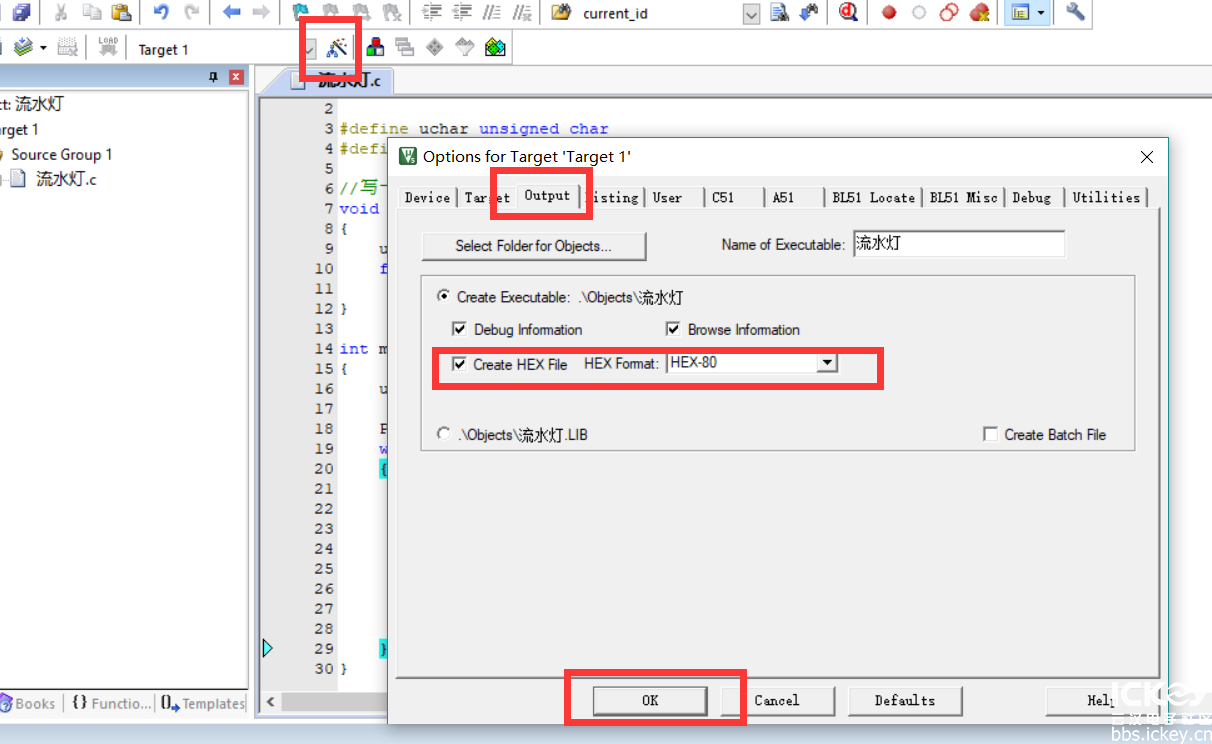 current_id
LOAD
Target 1
ct: 流水灯
arget 1
Source Group 1
流水灯.c
Books
{} Functio...
Templates
流水灯.c
2
3 #define uchar unsigned char
4 #defi
5
6 //写
7 void
8 {
9 u
10 f
11
12 }
13
14 int m
15 {
16 u
17
18 P
19 w
20 {
21
22
23
24
25
26
27
28
29 }
30 }
Options for Target 'Target 1'
Device Target Output Listing User C51 A51 BL51 Locate BL51 Misc Debug Utilities
Select Folder for Objects... Name of Executable: 流水灯
Create Executable: .\Objects\流水灯
Debug Information Browse Information
Create HEX File HEX Format: HEX-80
.\Objects\流水灯.LIB Create Batch File
OK Cancel Defaults Help
ICKey
bbs.ickey.cn